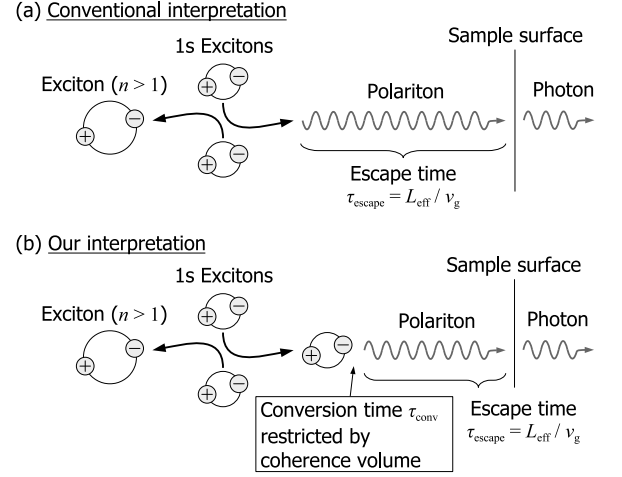 (a) Conventional interpretation
Sample surface
1s Excitons
Exciton (n > 1)
Polariton
Photon
+
−
+
−
+
−
Escape time
τescape = Leff / vg
(b) Our interpretation
Sample surface
1s Excitons
Exciton (n > 1)
Polariton
Photon
+
−
+
−
+
−
+
−
Conversion time τconv
restricted by
coherence volume
Escape time
τescape = Leff / vg